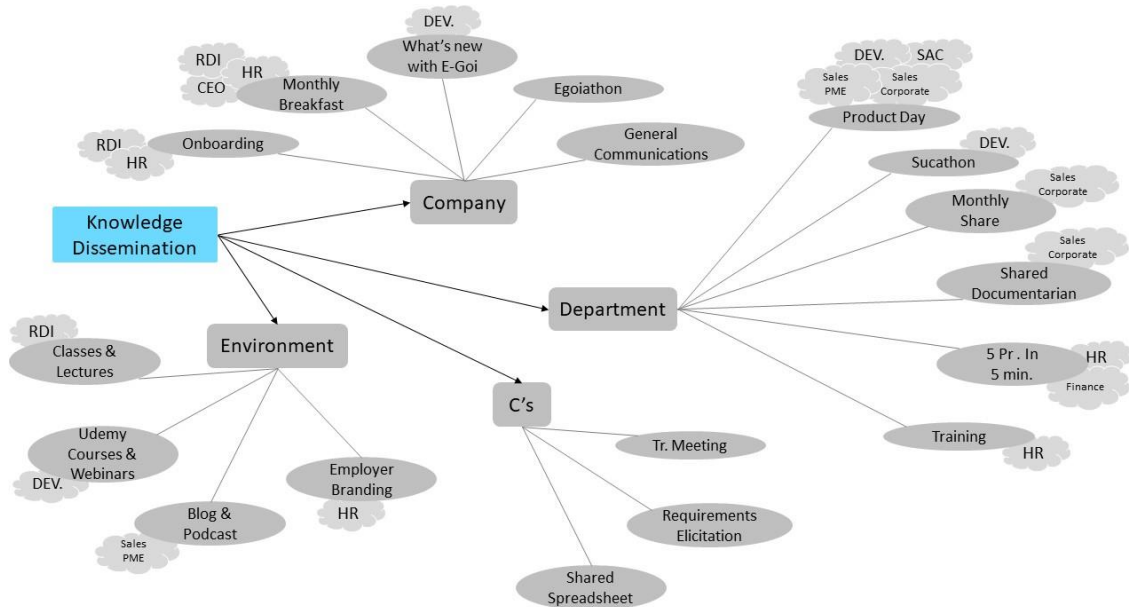 DEV.
What's new
with E-Goi
RDI
HR
CEO
Monthly
Breakfast
Egoiathon
RDI
HR
Onboarding
General
Communications
Company
DEV.
SAC
Sales
PME
Sales
Corporate
Product Day
DEV.
Sucathon
Sales
Corporate
Monthly
Share
Sales
Corporate
Shared
Documentarian
Knowledge
Dissemination
Department
5 Pr . In
5 min.
HR
Finance
Training
HR
RDI
Classes &
Lectures
Environment
Udemy
Courses &
Webinars
DEV.
Employer
Branding
HR
Blog &
Podcast
Sales
PME
C's
Tr. Meeting
Requirements
Elicitation
Shared
Spreadsheet